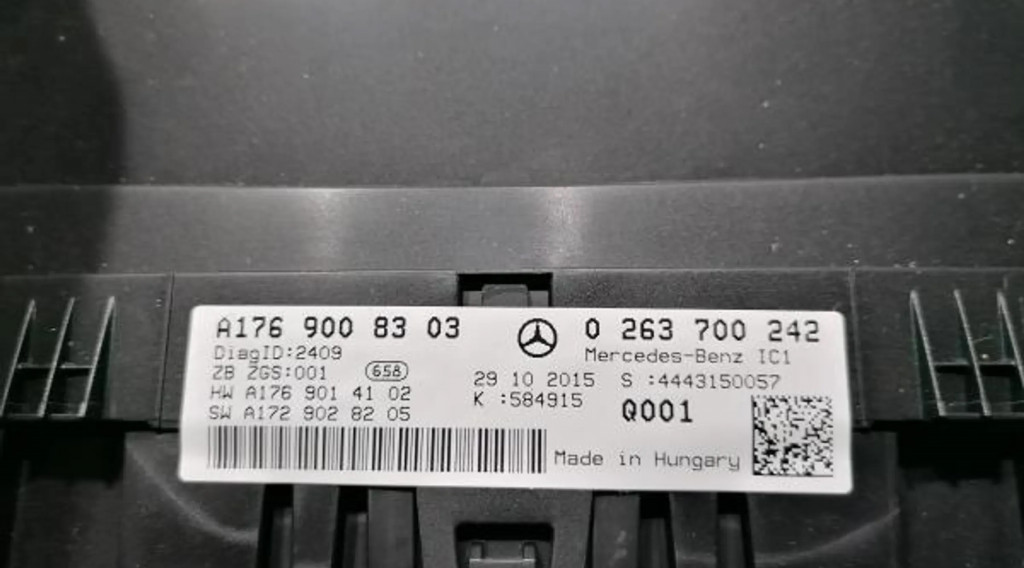 A176 900 83 03
0 263 700 242
DiagID:2409
Mercedes-Benz IC1
ZB ZGS:001 658
29 10 2015 S :4443150057
HW A176 901 41 02
K :584915
SW A172 902 82 05
Q001
Made in Hungary